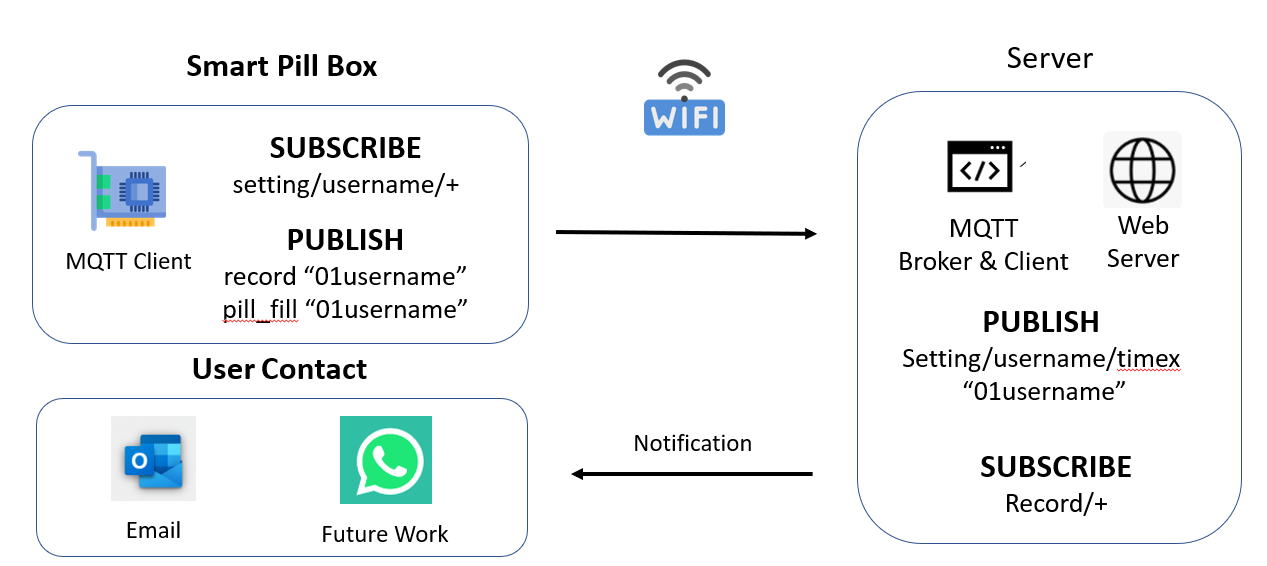 Smart Pill Box
SUBSCRIBE
setting/username/+
PUBLISH
record “01username”
pill_fill “01username”
MQTT Client
WIFI
Server
MQTT
Broker & Client
Web
Server
PUBLISH
Setting/username/timex
“01username”
SUBSCRIBE
Record/+
Notification
User Contact
O
Email
Future Work